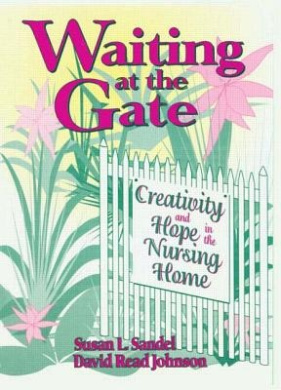 Waiting
at the
Gate
Creativity
and
Hope in
the
Nursing
Home
Susan L. Sandel
David Read Johnson